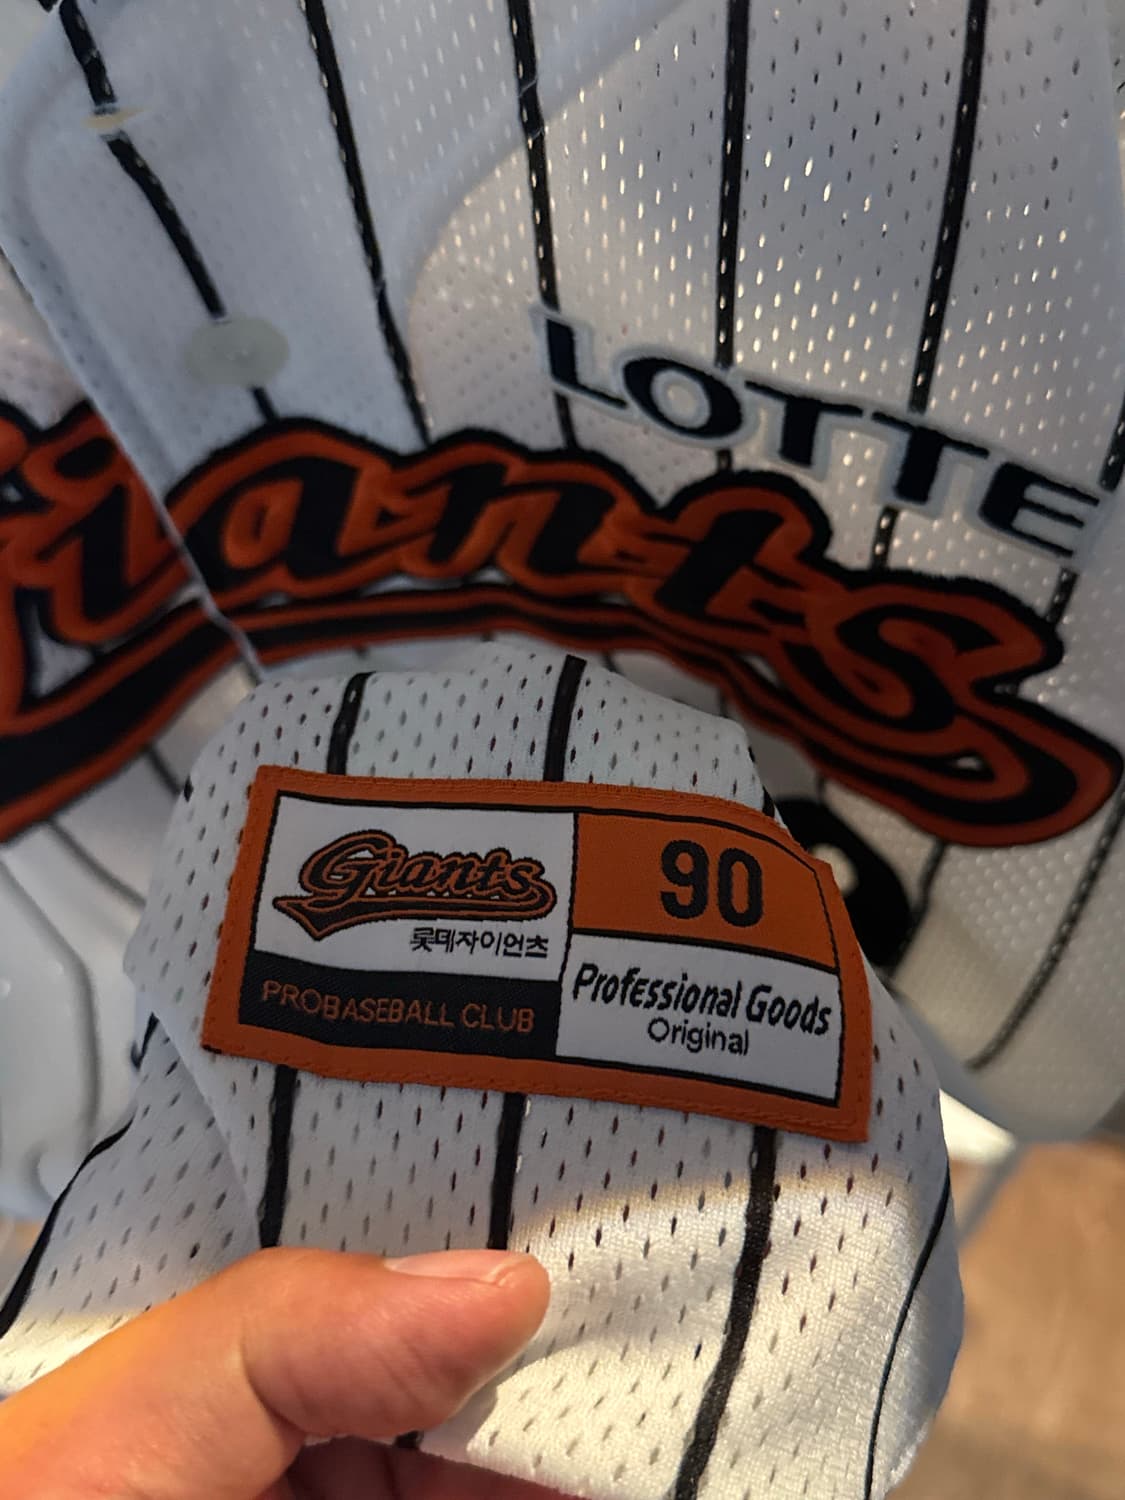 LOTTE
Giants
Giants
롯데자이언츠
PROBASEBALL CLUB
90
Professional Goods
Original